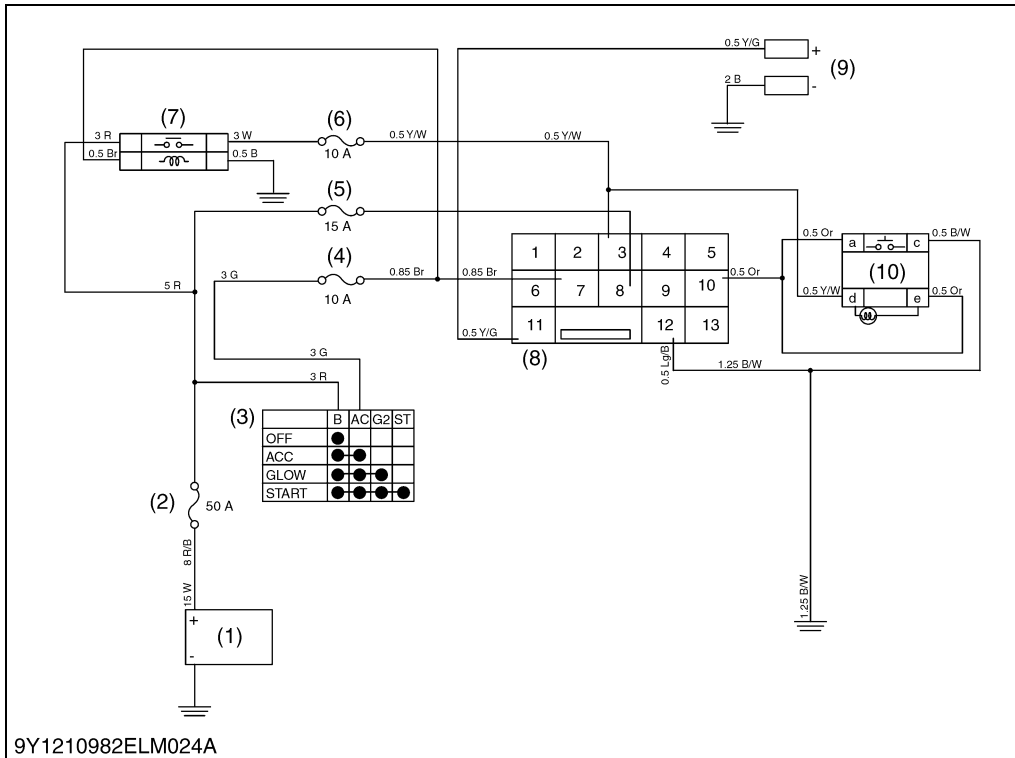 0.5 Y/G
+
(9)
2 B
-
(7)
(6)
3 R
3 W
0.5 Y/W
0.5 Y/W
10 A
0.5 Br
0.5 B
(5)
15 A
(4)
3 G
0.85 Br
0.85 Br
10 A
5 R
1 2 3 4 5
6 7 8 9 10
11 12 13
(8)
0.5 Or
0.5 Or
a c
0.5 B/W
(10)
0.5 Y/W
d e
0.5 Or
0.5 Y/G
0.5 Lg/B
1.25 B/W
3 G
3 R
(3)
B AC G2 ST
OFF
ACC
GLOW
START
(2)
50 A
8 R/B
15 W
+
(1)
-
1.25 B/W
9Y1210982ELM024A